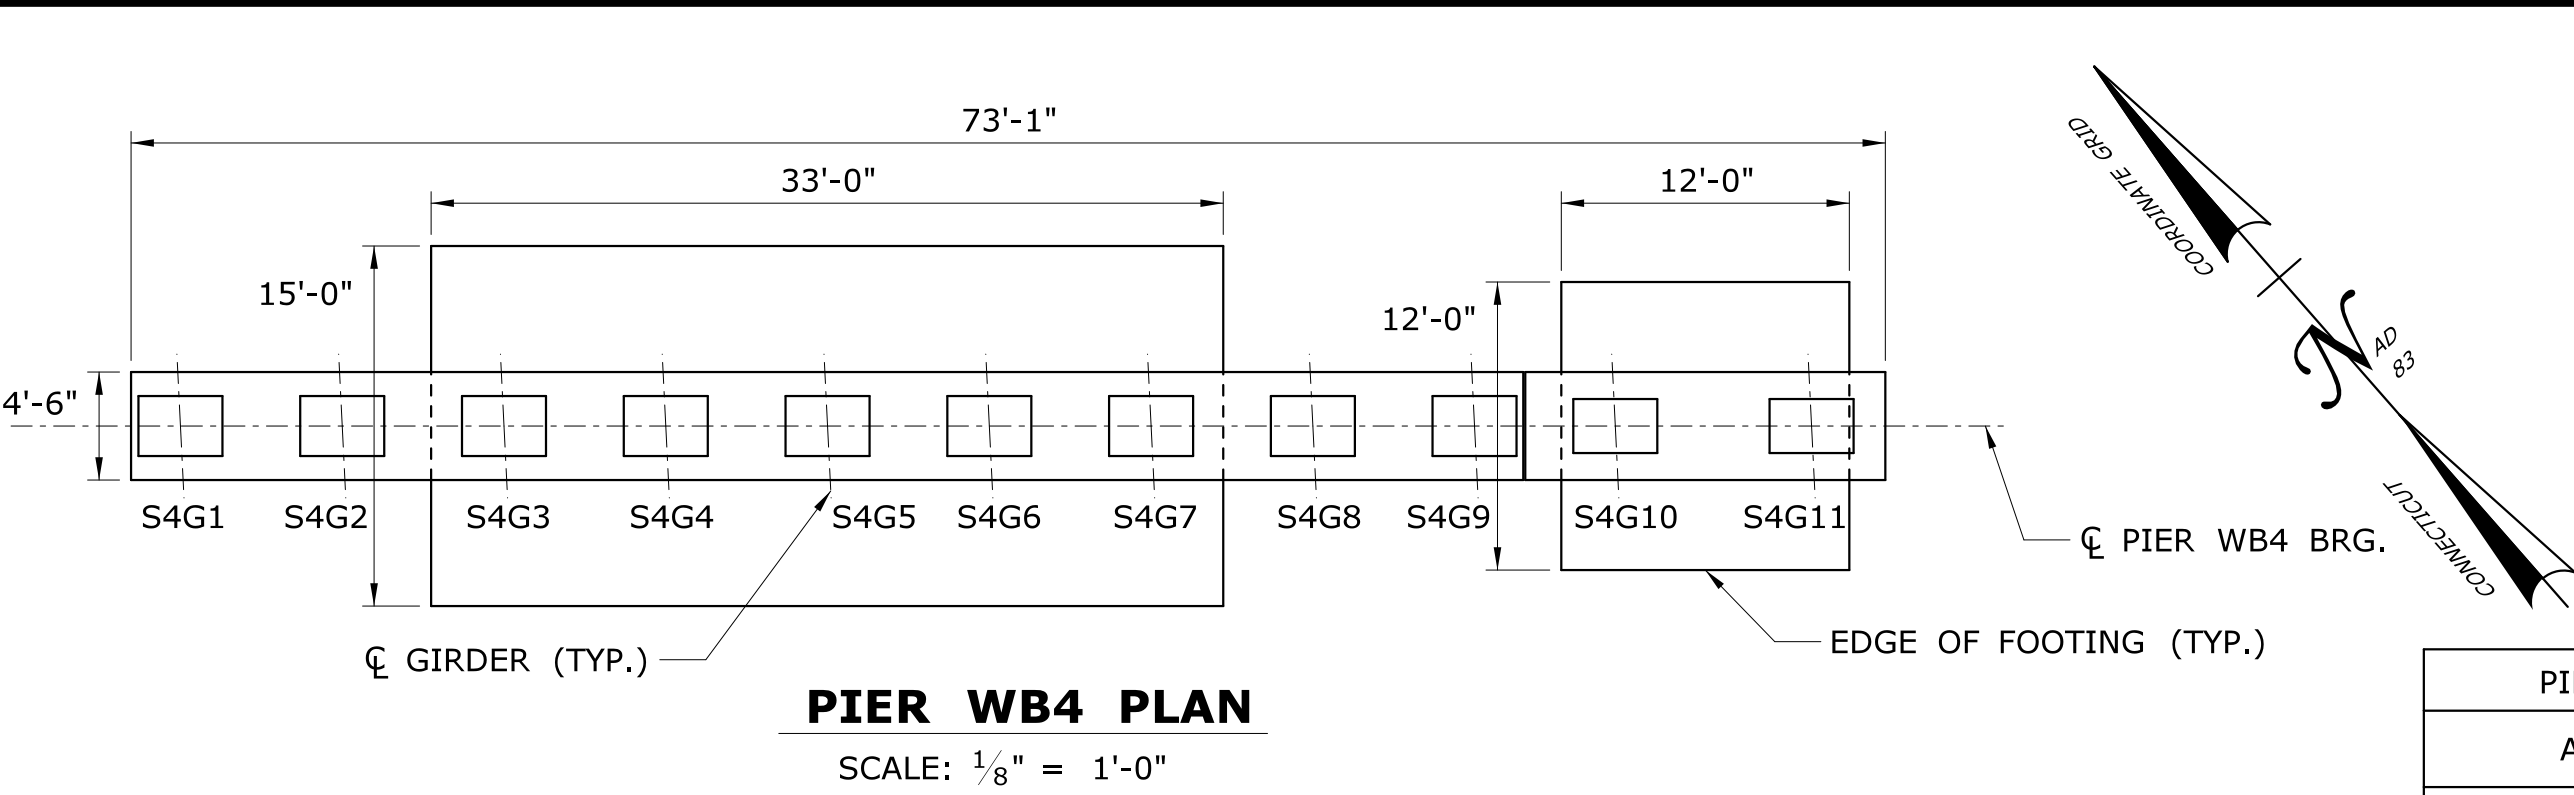 73'-1"
33'-0"
12'-0"
15'-0"
12'-0"
4'-6"
S4G1 S4G2 S4G3 S4G4 S4G5 S4G6 S4G7 S4G8 S4G9 S4G10 S4G11
℄ PIER WB4 BRG.
℄ GIRDER (TYP.)
EDGE OF FOOTING (TYP.)
PIER WB4 PLAN
SCALE: 1/8" = 1'-0"
COORDINATE GRID
N AD 83
CONNECTICUT